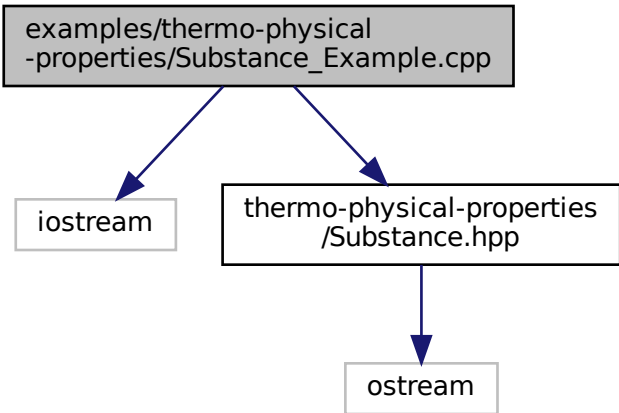 examples/thermo-physical
-properties/Substance_Example.cpp
iostream
thermo-physical-properties
/Substance.hpp
ostream